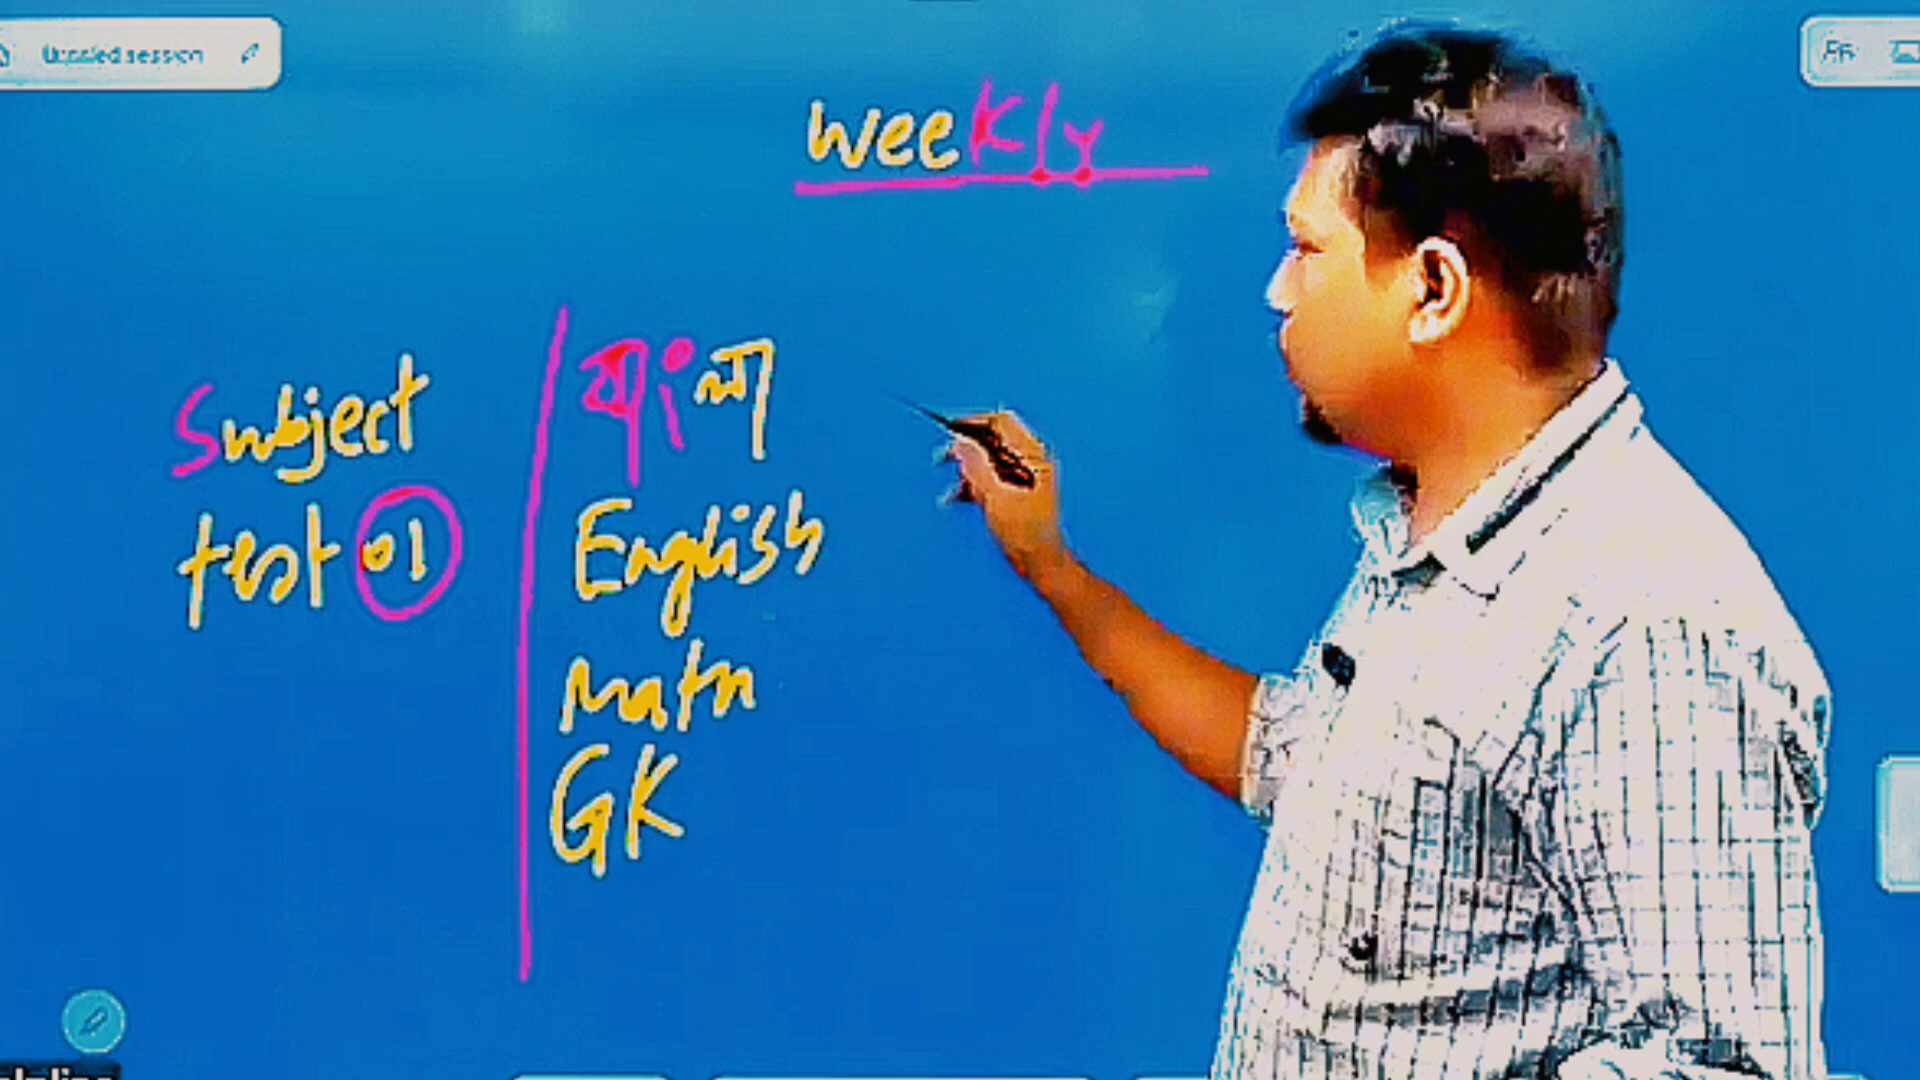 Untitled session
Weekly
Subject
test 01
বাংলা
English
Math
GK